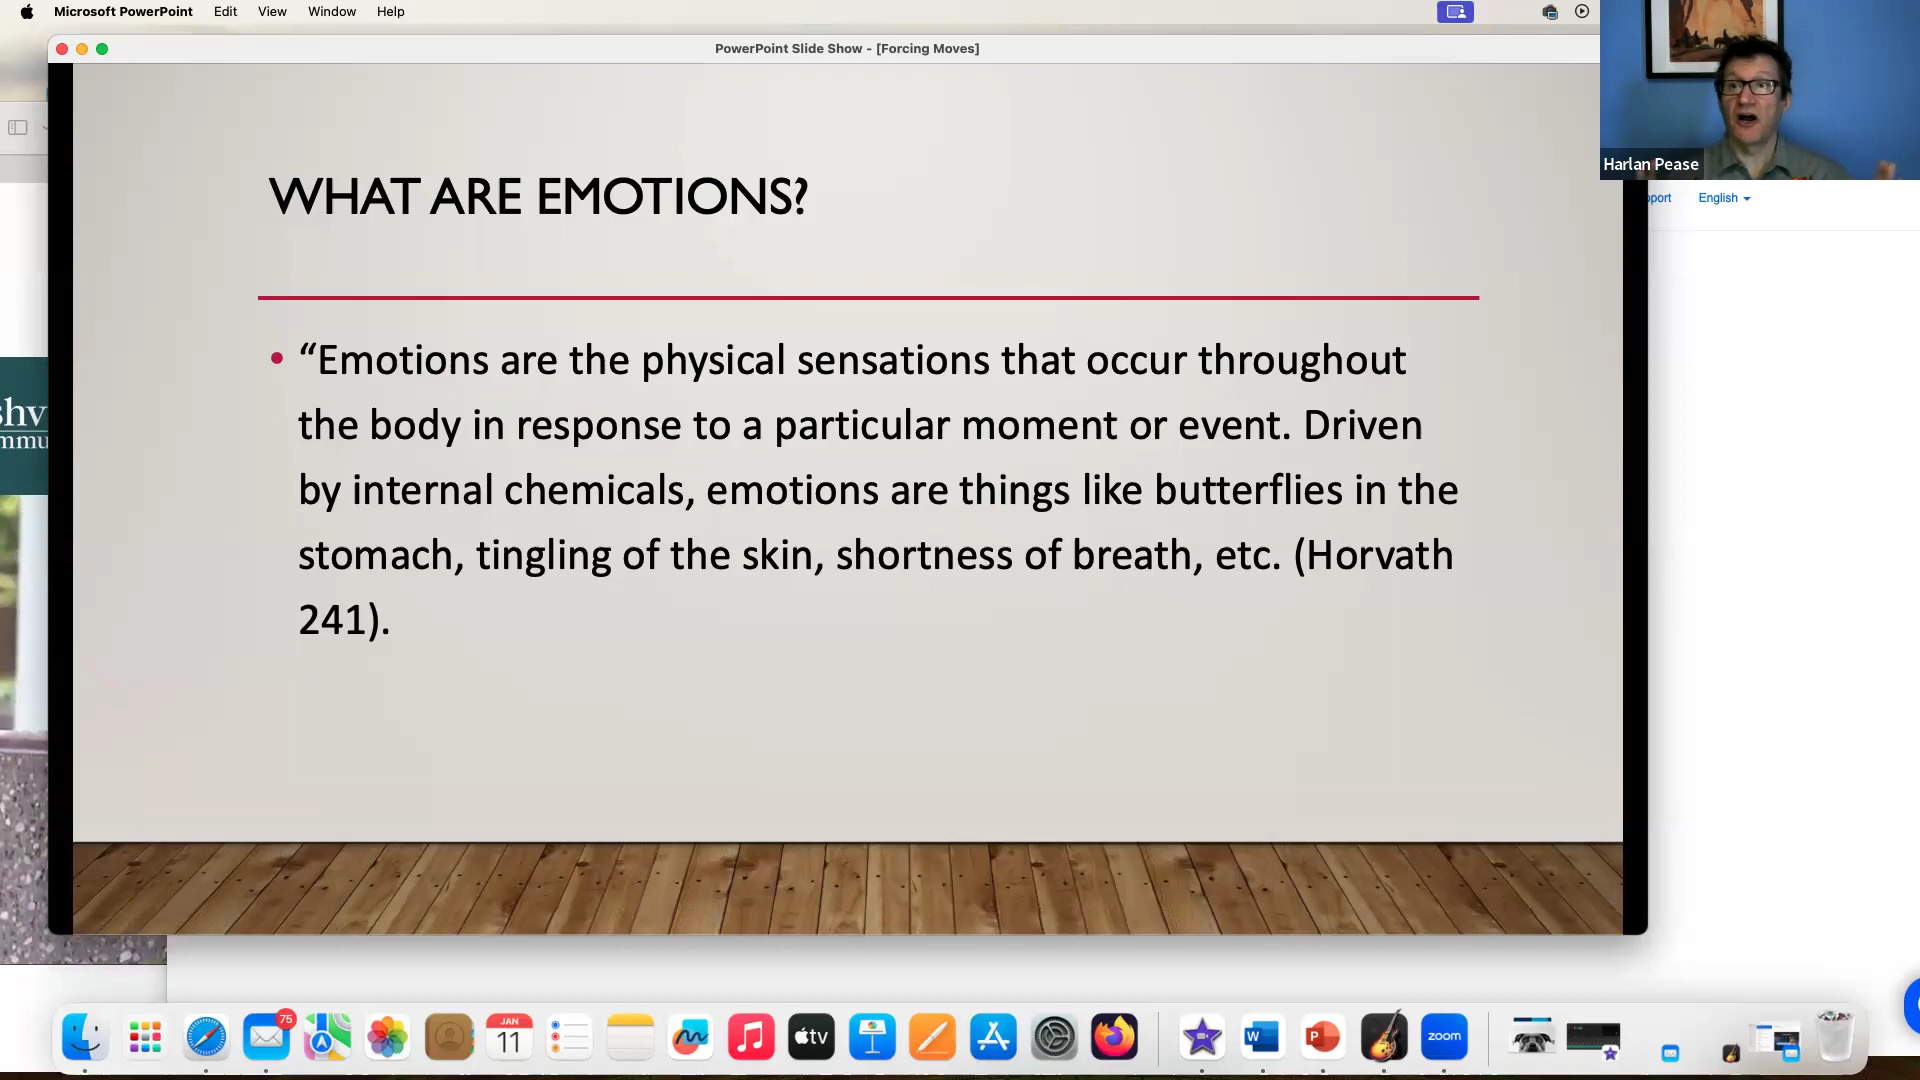 Microsoft PowerPoint Edit View Window Help
PowerPoint Slide Show - [Forcing Moves]
Harlan Pease
port English
WHAT ARE EMOTIONS?
• “Emotions are the physical sensations that occur throughout
the body in response to a particular moment or event. Driven
by internal chemicals, emotions are things like butterflies in the
stomach, tingling of the skin, shortness of breath, etc. (Horvath
241).
shv
mmu
75
JAN
11
tv
W
P
zoom